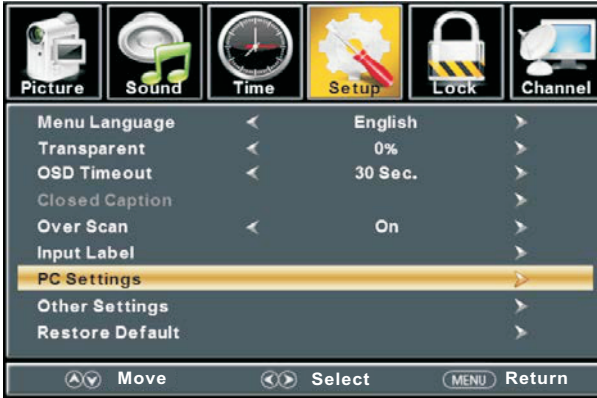 Picture Sound Time Setup Lock Channel
Menu Language English
Transparent 0%
OSD Timeout 30 Sec.
Closed Caption
Over Scan On
Input Label
PC Settings
Other Settings
Restore Default
Move Select MENU Return